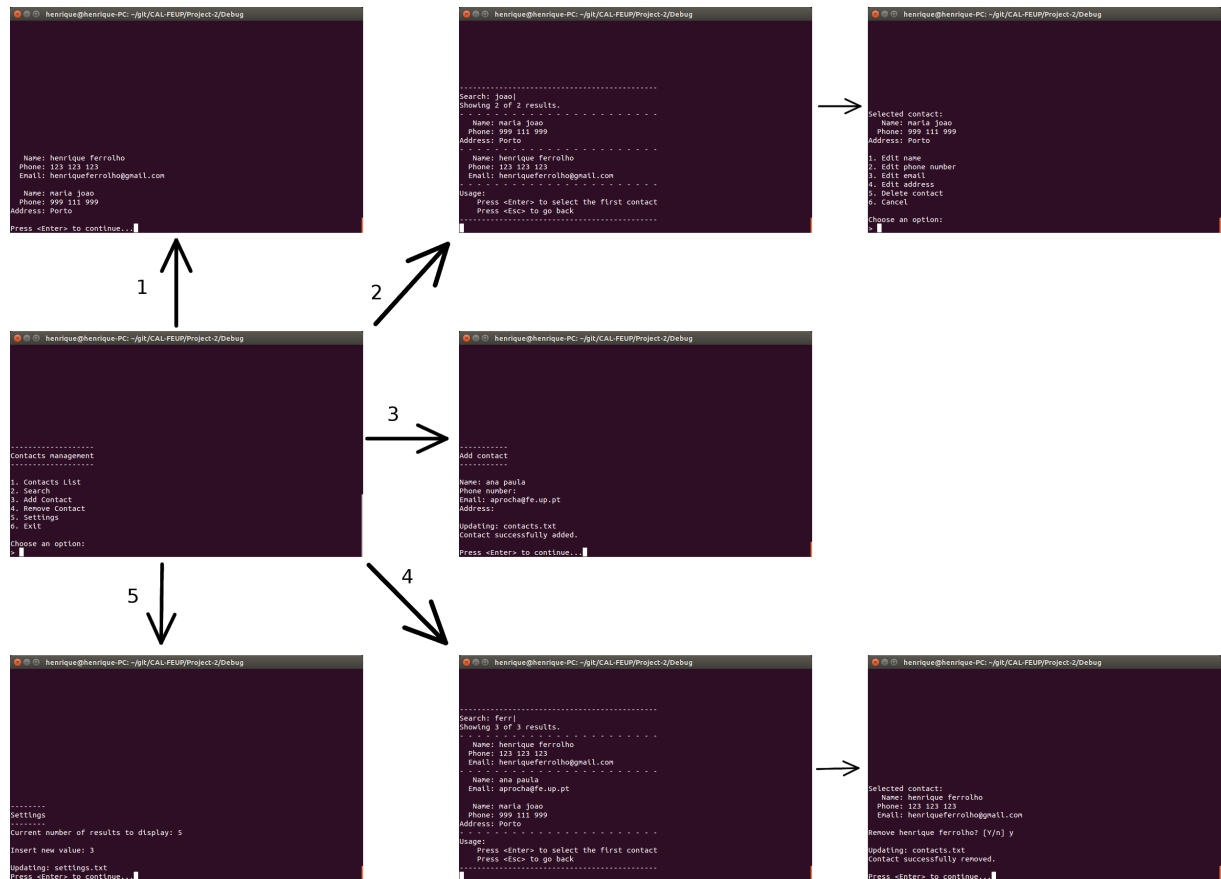 henrique@henrique-PC: ~/git/CAL-FEUP/Project-2/Debug
Name: henrique ferrolho
Phone: 123 123 123
Email: henriqueferrolho@gmail.com
Name: maria joao
Phone: 999 111 999
Address: Porto
Press <Enter> to continue...
henrique@henrique-PC: ~/git/CAL-FEUP/Project-2/Debug
---------------------------------------------
Search: joao|
Showing 2 of 2 results.
- - - - - - - - - - - - - - - - - - - - - - -
Name: maria joao
Phone: 999 111 999
Address: Porto
- - - - - - - - - - - - - - - - - - - - - - -
Name: henrique ferrolho
Phone: 123 123 123
Email: henriqueferrolho@gmail.com
- - - - - - - - - - - - - - - - - - - - - - -
Usage:
Press <Enter> to select the first contact
Press <Esc> to go back
---------------------------------------------
henrique@henrique-PC: ~/git/CAL-FEUP/Project-2/Debug
Selected contact:
Name: maria joao
Phone: 999 111 999
Address: Porto
1. Edit name
2. Edit phone number
3. Edit email
4. Edit address
5. Delete contact
6. Cancel
Choose an option:
>
1
2
henrique@henrique-PC: ~/git/CAL-FEUP/Project-2/Debug
-------------------
Contacts management
-------------------
1. Contacts List
2. Search
3. Add Contact
4. Remove Contact
5. Settings
6. Exit
Choose an option:
>
3
henrique@henrique-PC: ~/git/CAL-FEUP/Project-2/Debug
-----------
Add contact
-----------
Name: ana paula
Phone number:
Email: aprocha@fe.up.pt
Address:
Updating: contacts.txt
Contact successfully added.
Press <Enter> to continue...
5
4
henrique@henrique-PC: ~/git/CAL-FEUP/Project-2/Debug
--------
Settings
--------
Current number of results to display: 5
Insert new value: 3
Updating: settings.txt
Press <Enter> to continue...
henrique@henrique-PC: ~/git/CAL-FEUP/Project-2/Debug
---------------------------------------------
Search: ferr|
Showing 3 of 3 results.
- - - - - - - - - - - - - - - - - - - - - - -
Name: henrique ferrolho
Phone: 123 123 123
Email: henriqueferrolho@gmail.com
- - - - - - - - - - - - - - - - - - - - - - -
Name: ana paula
Email: aprocha@fe.up.pt
Name: maria joao
Phone: 999 111 999
Address: Porto
- - - - - - - - - - - - - - - - - - - - - - -
Usage:
Press <Enter> to select the first contact
Press <Esc> to go back
---------------------------------------------
henrique@henrique-PC: ~/git/CAL-FEUP/Project-2/Debug
Selected contact:
Name: henrique ferrolho
Phone: 123 123 123
Email: henriqueferrolho@gmail.com
Remove henrique ferrolho? [Y/n] y
Updating: contacts.txt
Contact successfully removed.
Press <Enter> to continue...